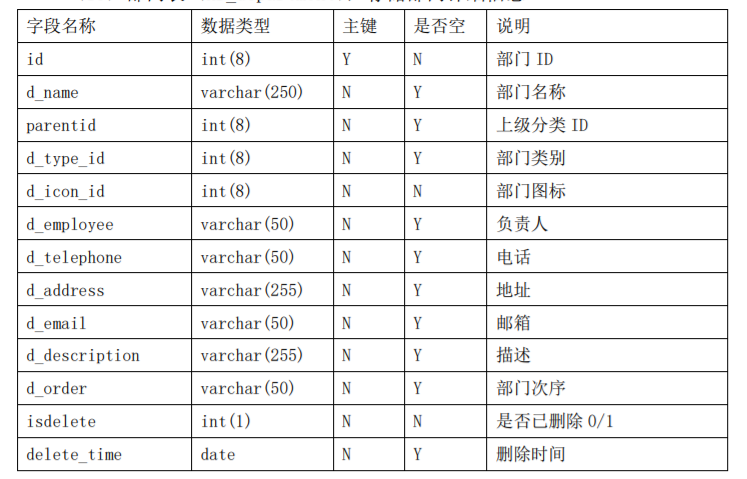 字段名称 数据类型 主键 是否空 说明
id int(8) Y N 部门 ID
d_name varchar(250) N Y 部门名称
parentid int(8) N Y 上级分类 ID
d_type_id int(8) N Y 部门类别
d_icon_id int(8) N N 部门图标
d_employee varchar(50) N Y 负责人
d_telephone varchar(50) N Y 电话
d_address varchar(255) N Y 地址
d_email varchar(50) N Y 邮箱
d_description varchar(255) N Y 描述
d_order varchar(50) N Y 部门次序
isdelete int(1) N N 是否已删除 0/1
delete_time date N Y 删除时间